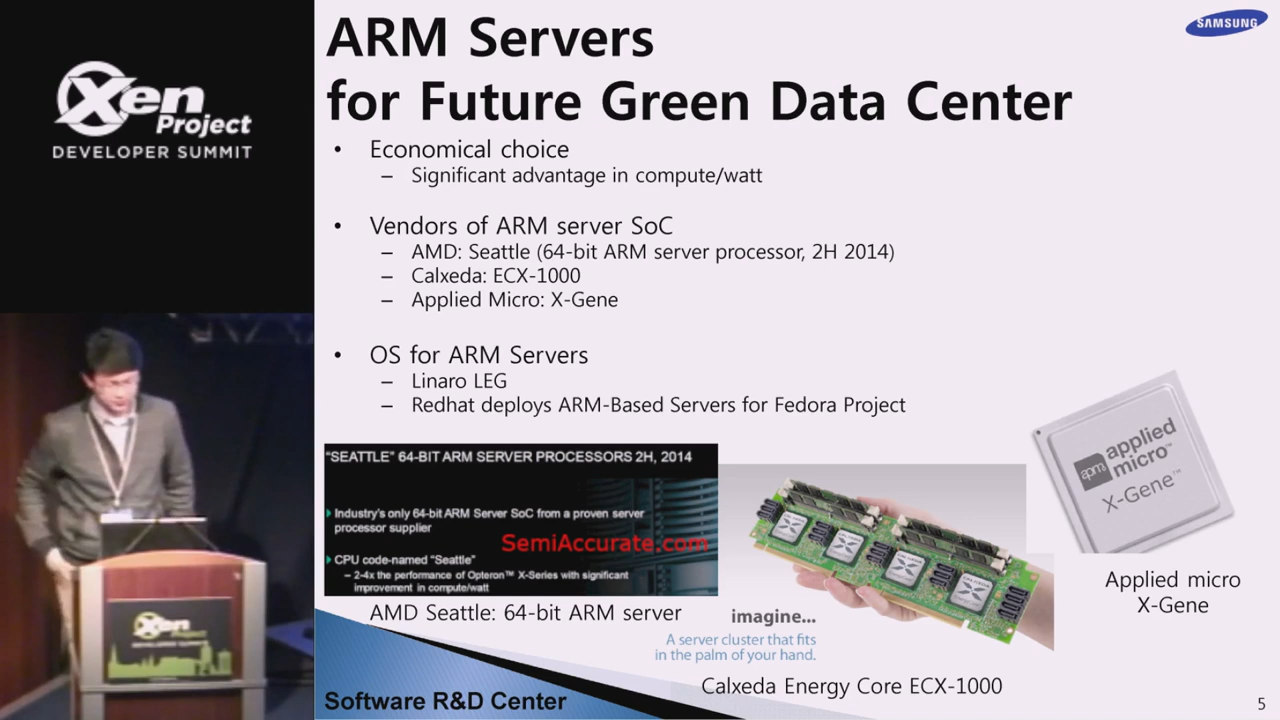 Xen
Project
DEVELOPER SUMMIT
SAMSUNG
ARM Servers
for Future Green Data Center
• Economical choice
– Significant advantage in compute/watt
• Vendors of ARM server SoC
– AMD: Seattle (64-bit ARM server processor, 2H 2014)
– Calxeda: ECX-1000
– Applied Micro: X-Gene
• OS for ARM Servers
– Linaro LEG
– Redhat deploys ARM-Based Servers for Fedora Project
"SEATTLE" 64-BIT ARM SERVER PROCESSORS 2H, 2014
Industry's only 64-bit ARM Server SoC from a proven server
processor supplier
SemiAccurate.com
CPU code-named "Seattle"
– 2-4x the performance of Opteron™ X-Series with significant
improvement in compute/watt
AMD Seattle: 64-bit ARM server
imagine...
A server cluster that fits
in the palm of your hand.
Calxeda Energy Core ECX-1000
apm applied
micro™
X-Gene™
Applied micro
X-Gene
Xen
Project
DEVELOPER SUMMIT
Software R&D Center
5